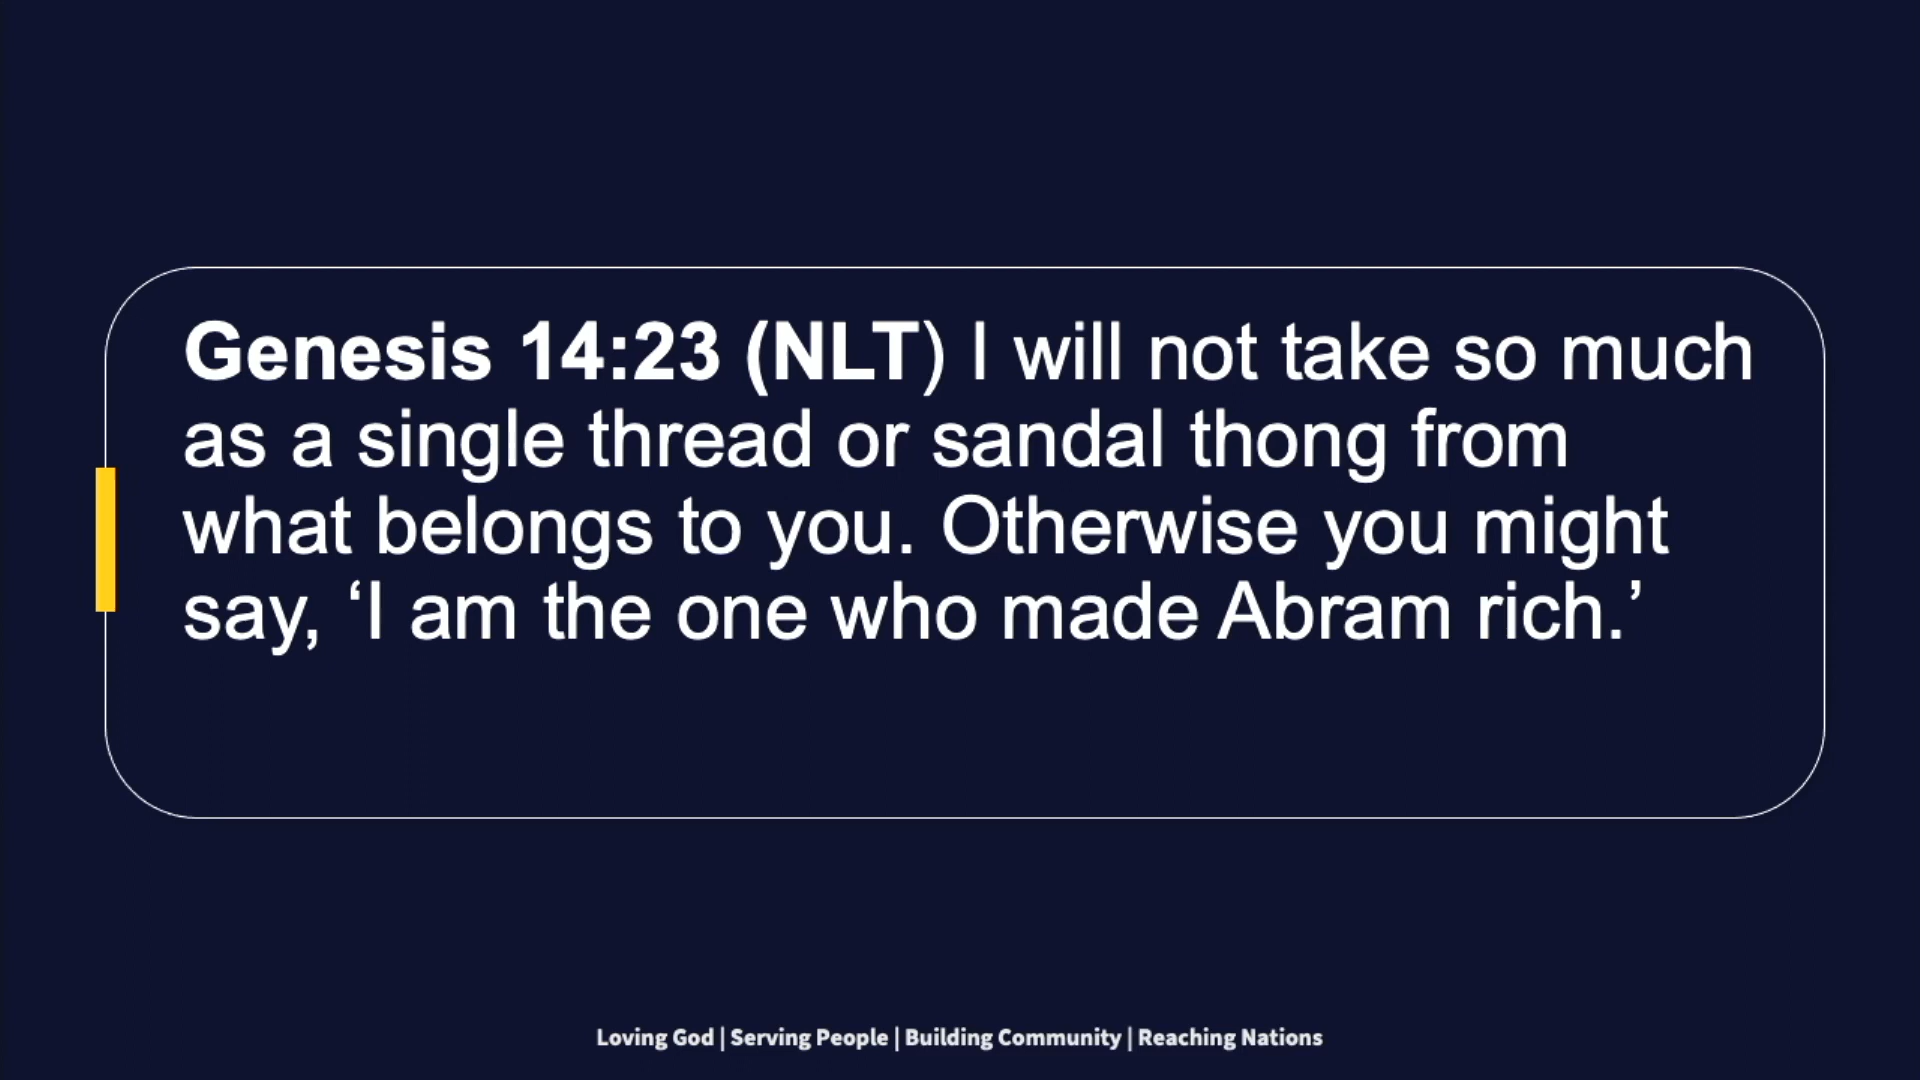 Genesis 14:23 (NLT) I will not take so much
as a single thread or sandal thong from
what belongs to you. Otherwise you might
say, ‘I am the one who made Abram rich.’
Loving God | Serving People | Building Community | Reaching Nations